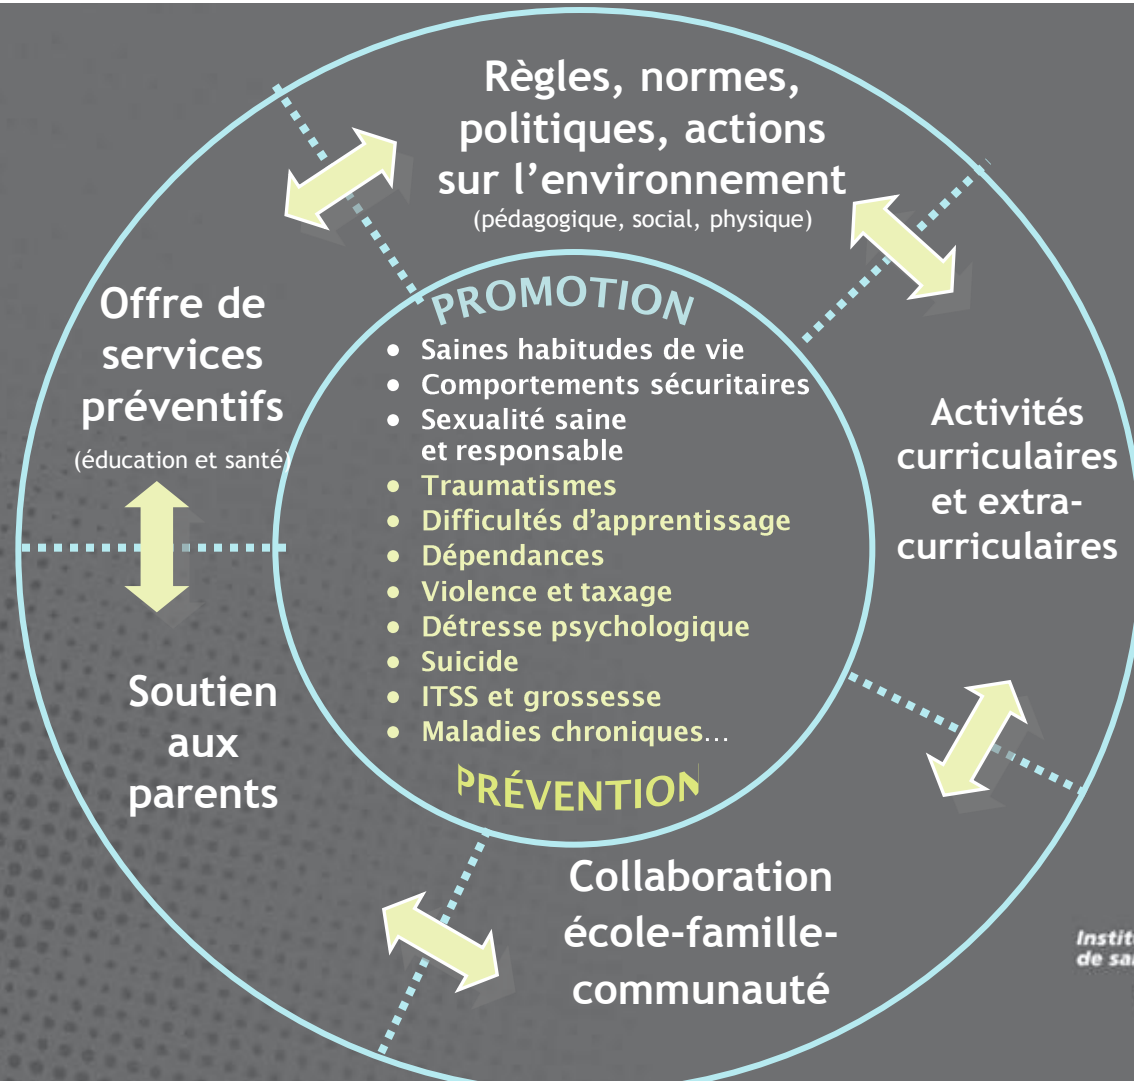 Règles, normes,
politiques, actions
sur l'environnement
(pédagogique, social, physique)
Offre de
services
préventifs
(éducation et santé)
PROMOTION
• Saines habitudes de vie
• Comportements sécuritaires
• Sexualité saine
et responsable
• Traumatismes
• Difficultés d'apprentissage
• Dépendances
• Violence et taxage
• Détresse psychologique
• Suicide
• ITSS et grossesse
• Maladies chroniques...
PRÉVENTION
Activités
curriculaires
et extra-
curriculaires
Soutien
aux
parents
Collaboration
école-famille-
communauté
de